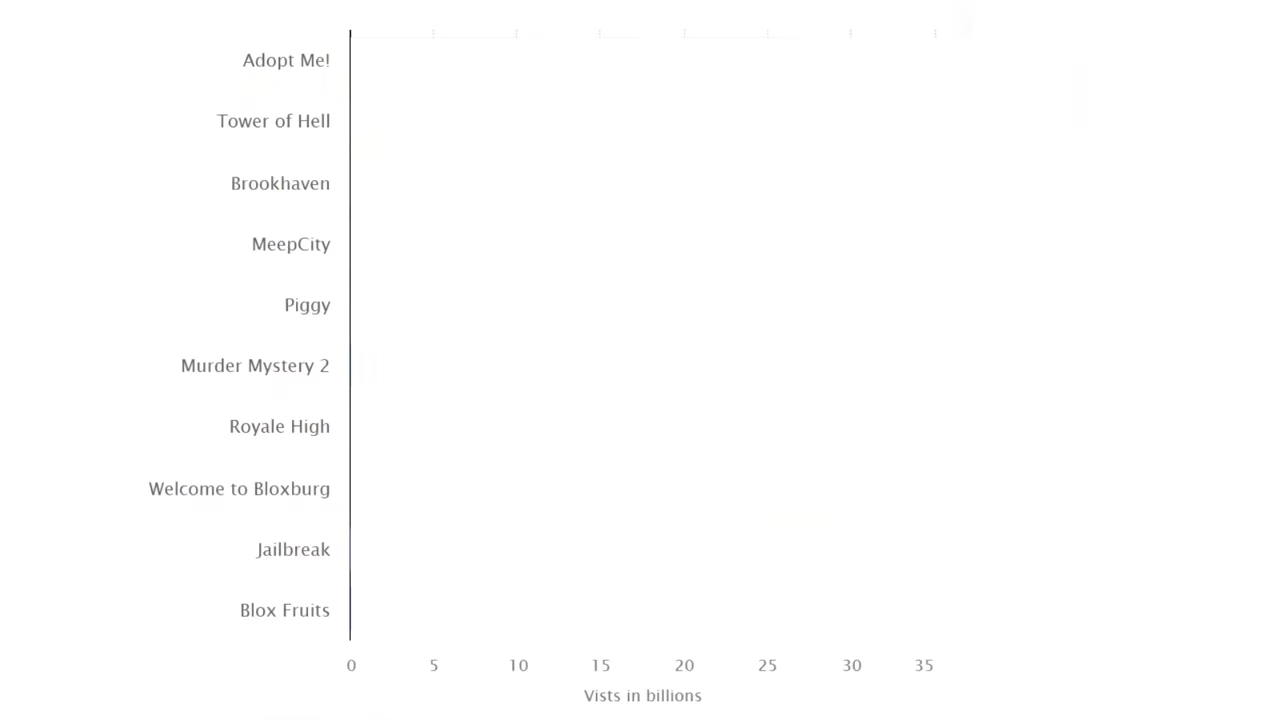 Adopt Me!
Tower of Hell
Brookhaven
MeepCity
Piggy
Murder Mystery 2
Royale High
Welcome to Bloxburg
Jailbreak
Blox Fruits
0 5 10 15 20 25 30 35
Vists in billions